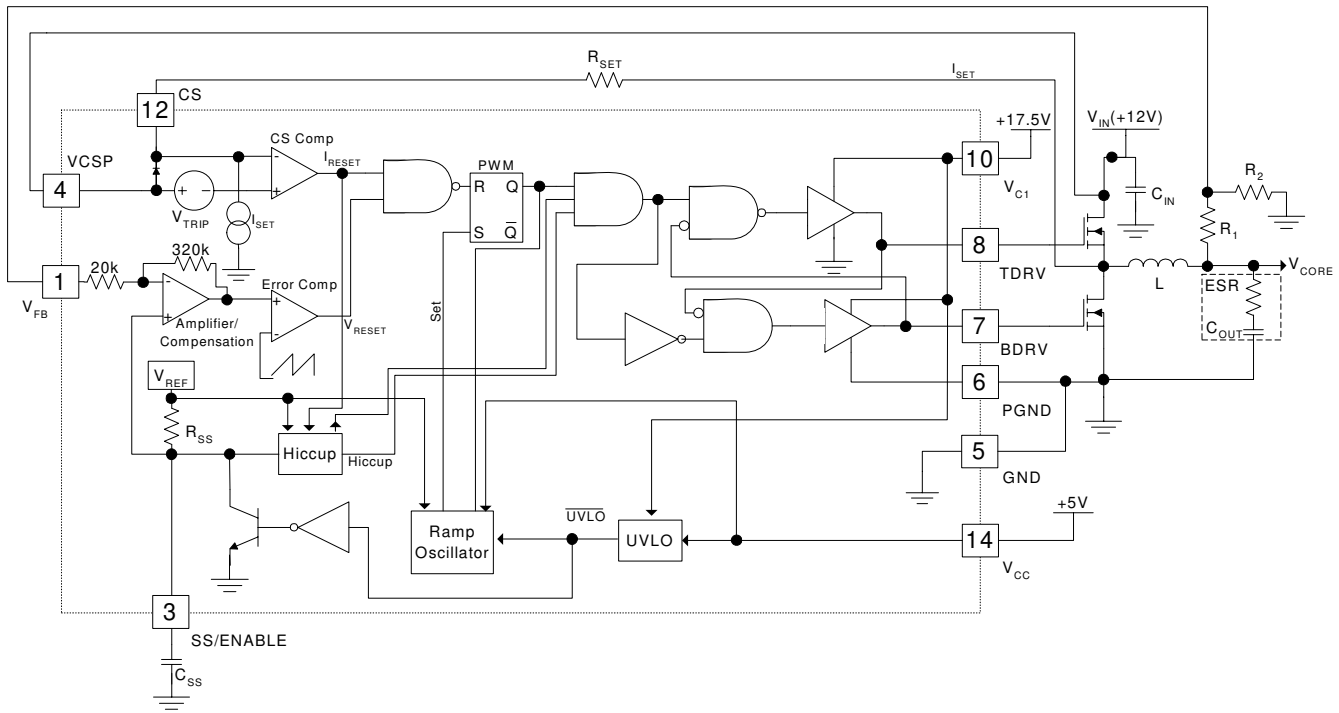 R_SET
I_SET
12
CS
CS Comp
-
+
I_RESET
VCSP
4
+
-
V_TRIP
I_SET
PWM
R
Q
S
Q̅
+17.5V
10
V_C1
V_IN(+12V)
C_IN
R_2
R_1
8
TDRV
V_CORE
L
ESR
C_OUT
320k
20k
1
V_FB
-
+
Amplifier/
Compensation
Error Comp
+
-
V_RESET
Set
7
BDRV
6
PGND
V_REF
R_SS
Hiccup
Hiccup
5
GND
+5V
Ramp
Oscillator
U̅V̅L̅O̅
UVLO
14
V_CC
3
SS/ENABLE
C_SS